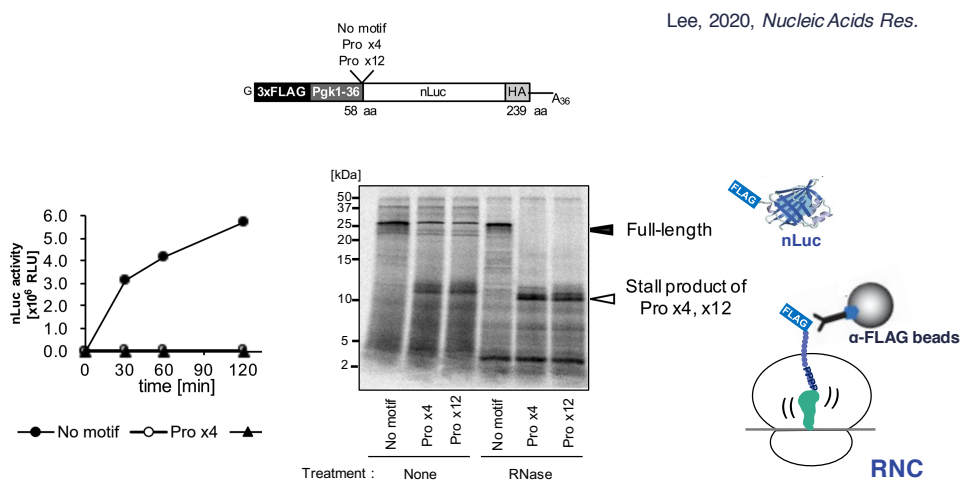 Lee, 2020, Nucleic Acids Res.
No motif
Pro x4
Pro x12
G 3xFLAG Pgk1-36 nLuc HA A36
58 aa 239 aa
nLuc activity
[x10⁶ RLU]
6.0
5.0
4.0
3.0
2.0
1.0
0.0
0 30 60 90 120
time [min]
No motif Pro x4
[kDa]
50
37
25
20
15
10
5
2
Full-length
Stall product of
Pro x4, x12
No motif
Pro x4
Pro x12
No motif
Pro x4
Pro x12
Treatment : None RNase
FLAG
nLuc
FLAG
α-FLAG beads
PPPP
RNC